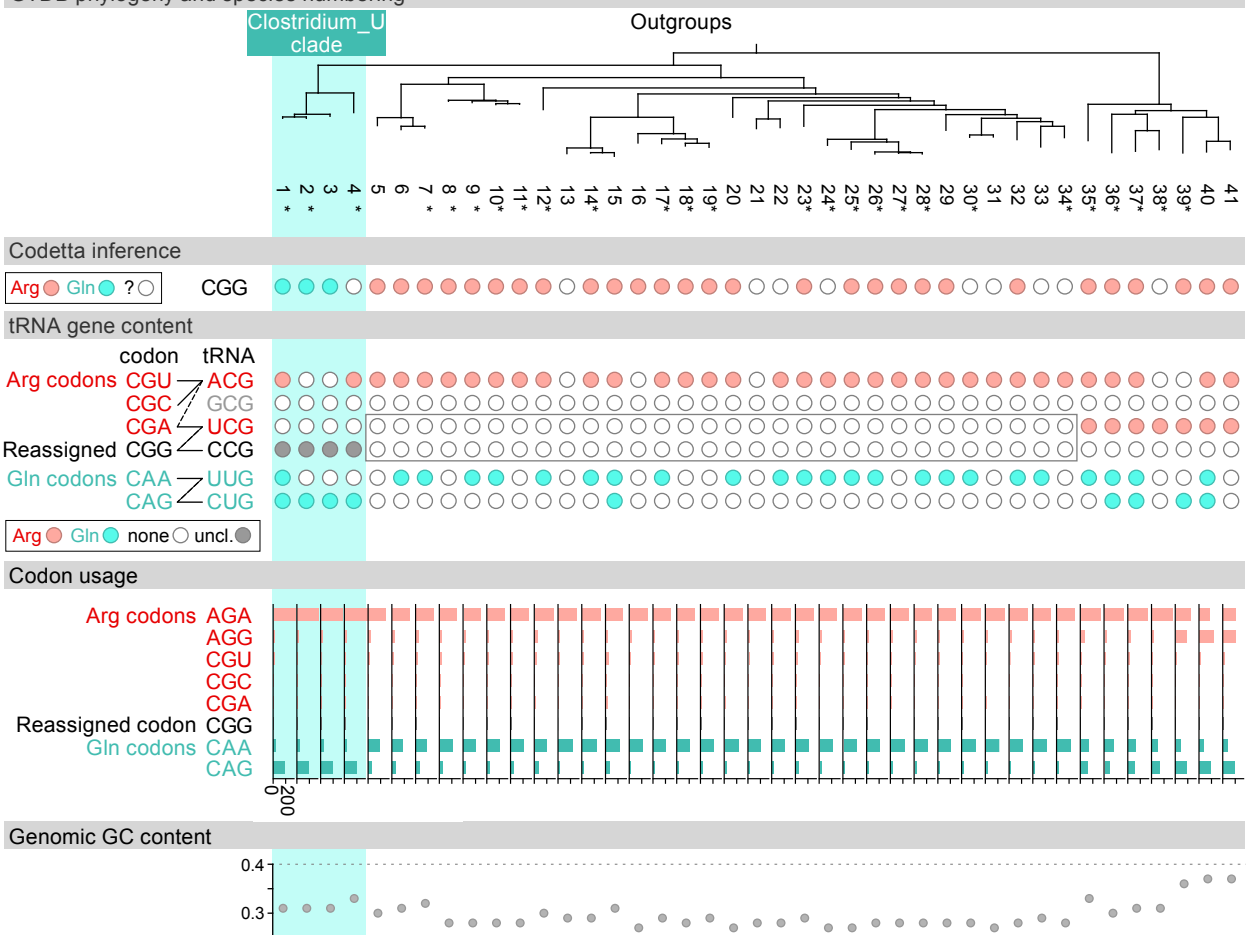 GTDB phylogeny and species numbering
Clostridium_U
clade
Outgroups
1* 2* 3* 4* 5 6 7* 8* 9* 10* 11* 12* 13 14* 15 16 17* 18* 19* 20 21 22 23* 24* 25* 26* 27* 28* 29 30* 31* 32 33 34* 35* 36* 37* 38* 39* 40 41
Codetta inference
Arg Gln ? CGG
tRNA gene content
codon tRNA
Arg codons CGU ACG
CGC GCG
CGA UCG
Reassigned CGG CCG
Gln codons CAA UUG
CAG CUG
Arg Gln none uncl.
Codon usage
Arg codons AGA
AGG
CGU
CGC
CGA
Reassigned codon CGG
Gln codons CAA
CAG
0 200
Genomic GC content
0.4
0.3